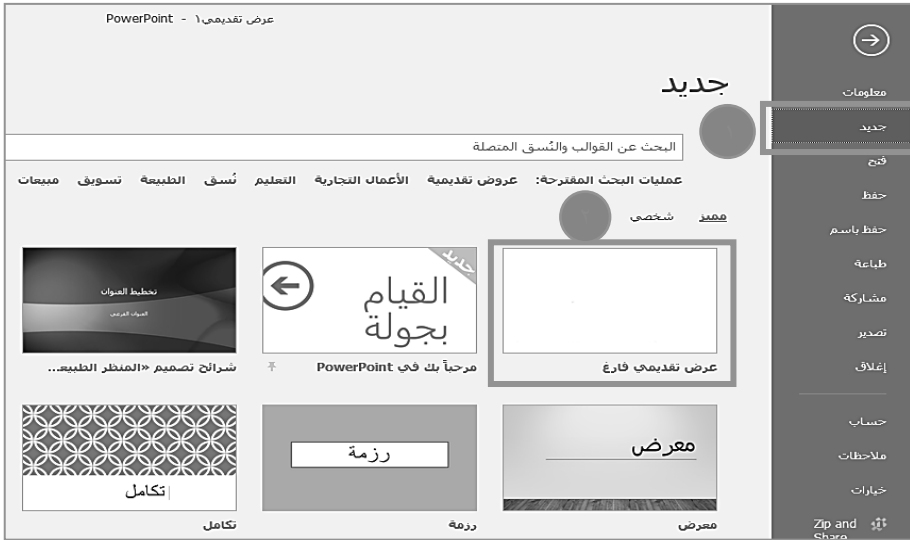 عرض تقديمي١ - PowerPoint
معلومات
جديد
فتح
حفظ
حفظ باسم
طباعة
مشاركة
تصدير
إغلاق
حساب
ملاحظات
خيارات
Zip and
Share
جديد
البحث عن القوالب والنُسق المتصلة
عمليات البحث المقترحة: عروض تقديمية الأعمال التجارية التعليم نُسق الطبيعة تسويق مبيعات
مميز شخصي
عرض تقديمي فارغ
جديد
القيام
بجولة
مرحباً بك في PowerPoint
تخطيط العنوان
العنوان الفرعي
شرائح تصميم «المنظر الطبيعـ...
معرض
معرض
رزمة
رزمة
تكامل
تكامل